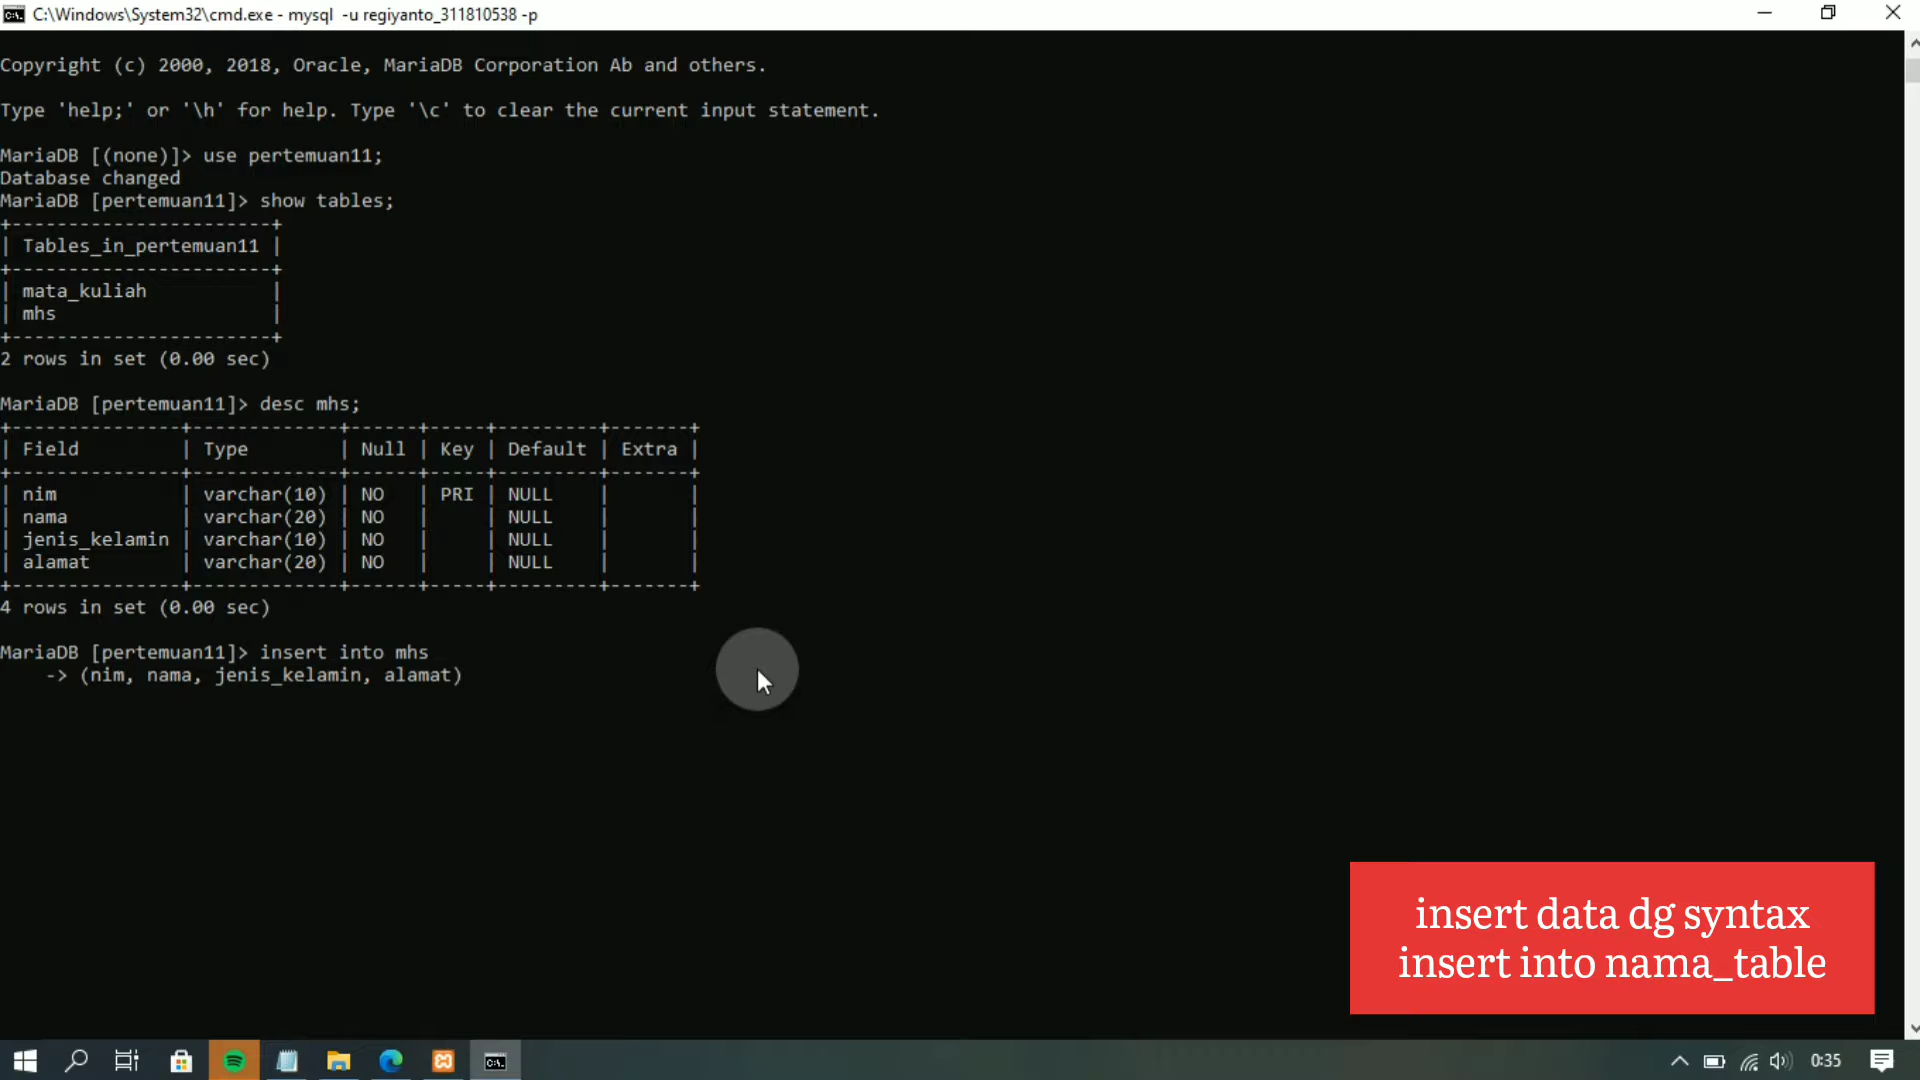 C:\Windows\System32\cmd.exe - mysql  -u regiyanto_311810538 -p
Copyright (c) 2000, 2018, Oracle, MariaDB Corporation Ab and others.
Type 'help;' or '\h' for help. Type '\c' to clear the current input statement.
MariaDB [(none)]> use pertemuan11;
Database changed
MariaDB [pertemuan11]> show tables;
+-----------------------+
| Tables_in_pertemuan11 |
+-----------------------+
| mata_kuliah           |
| mhs                   |
+-----------------------+
2 rows in set (0.00 sec)
MariaDB [pertemuan11]> desc mhs;
+---------------+-------------+------+-----+---------+-------+
| Field         | Type        | Null | Key | Default | Extra |
+---------------+-------------+------+-----+---------+-------+
| nim           | varchar(10) | NO   | PRI | NULL    |       |
| nama          | varchar(20) | NO   |     | NULL    |       |
| jenis_kelamin | varchar(10) | NO   |     | NULL    |       |
| alamat        | varchar(20) | NO   |     | NULL    |       |
+---------------+-------------+------+-----+---------+-------+
4 rows in set (0.00 sec)
MariaDB [pertemuan11]> insert into mhs
    -> (nim, nama, jenis_kelamin, alamat)
insert data dg syntax
insert into nama_table
0:35